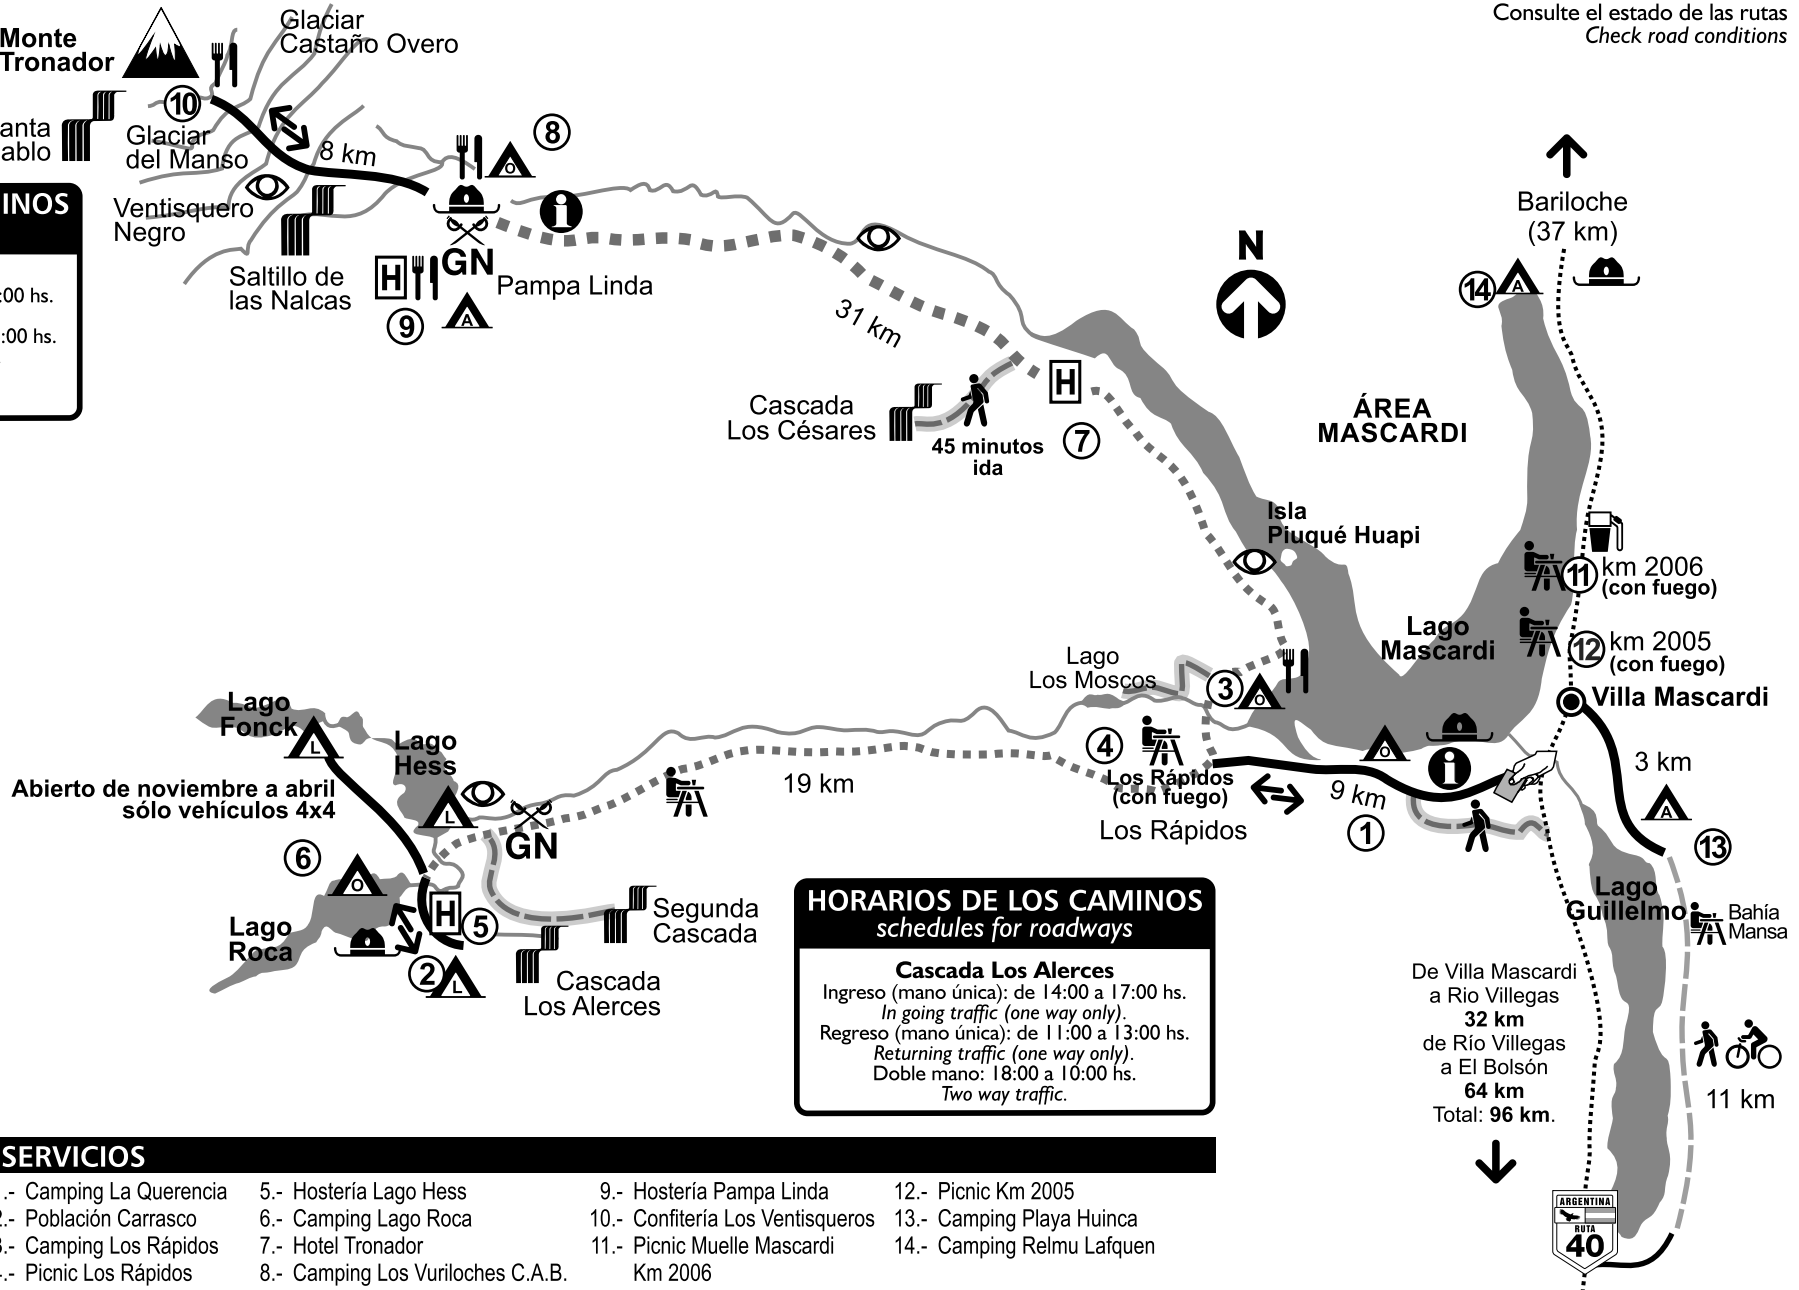 Consulte el estado de las rutas
Check road conditions
Monte
Tronador
Glaciar
Castaño Overo
10
anta
ablo
Glaciar
del Manso
8 km
8
INOS
:00 hs.
:00 hs.
Ventisquero
Negro
Saltillo de
las Nalcas
O
i
GN
H
Pampa Linda
9
A
31 km
N
Bariloche
(37 km)
14
A
Cascada
Los Césares
45 minutos
ida
H
7
ÁREA
MASCARDI
Isla
Piuqué Huapi
11
km 2006
(con fuego)
Lago
Mascardi
12
km 2005
(con fuego)
Villa Mascardi
Lago
Los Moscos
3
O
4
Los Rápidos
(con fuego)
Los Rápidos
O
i
9 km
1
3 km
A
13
Lago
Fonck
L
Lago
Hess
Abierto de noviembre a abril
sólo vehículos 4x4
L
GN
19 km
6
O
Lago
Roca
H
5
2
L
Segunda
Cascada
Cascada
Los Alerces
HORARIOS DE LOS CAMINOS
schedules for roadways
Cascada Los Alerces
Ingreso (mano única): de 14:00 a 17:00 hs.
In going traffic (one way only).
Regreso (mano única): de 11:00 a 13:00 hs.
Returning traffic (one way only).
Doble mano: 18:00 a 10:00 hs.
Two way traffic.
Lago
Guillelmo
Bahía
Mansa
De Villa Mascardi
a Rio Villegas
32 km
de Río Villegas
a El Bolsón
64 km
Total: 96 km.
11 km
ARGENTINA
RUTA
40
SERVICIOS
.- Camping La Querencia
2.- Población Carrasco
3.- Camping Los Rápidos
.- Picnic Los Rápidos
5.- Hostería Lago Hess
6.- Camping Lago Roca
7.- Hotel Tronador
8.- Camping Los Vuriloches C.A.B.
9.- Hostería Pampa Linda
10.- Confitería Los Ventisqueros
11.- Picnic Muelle Mascardi
Km 2006
12.- Picnic Km 2005
13.- Camping Playa Huinca
14.- Camping Relmu Lafquen